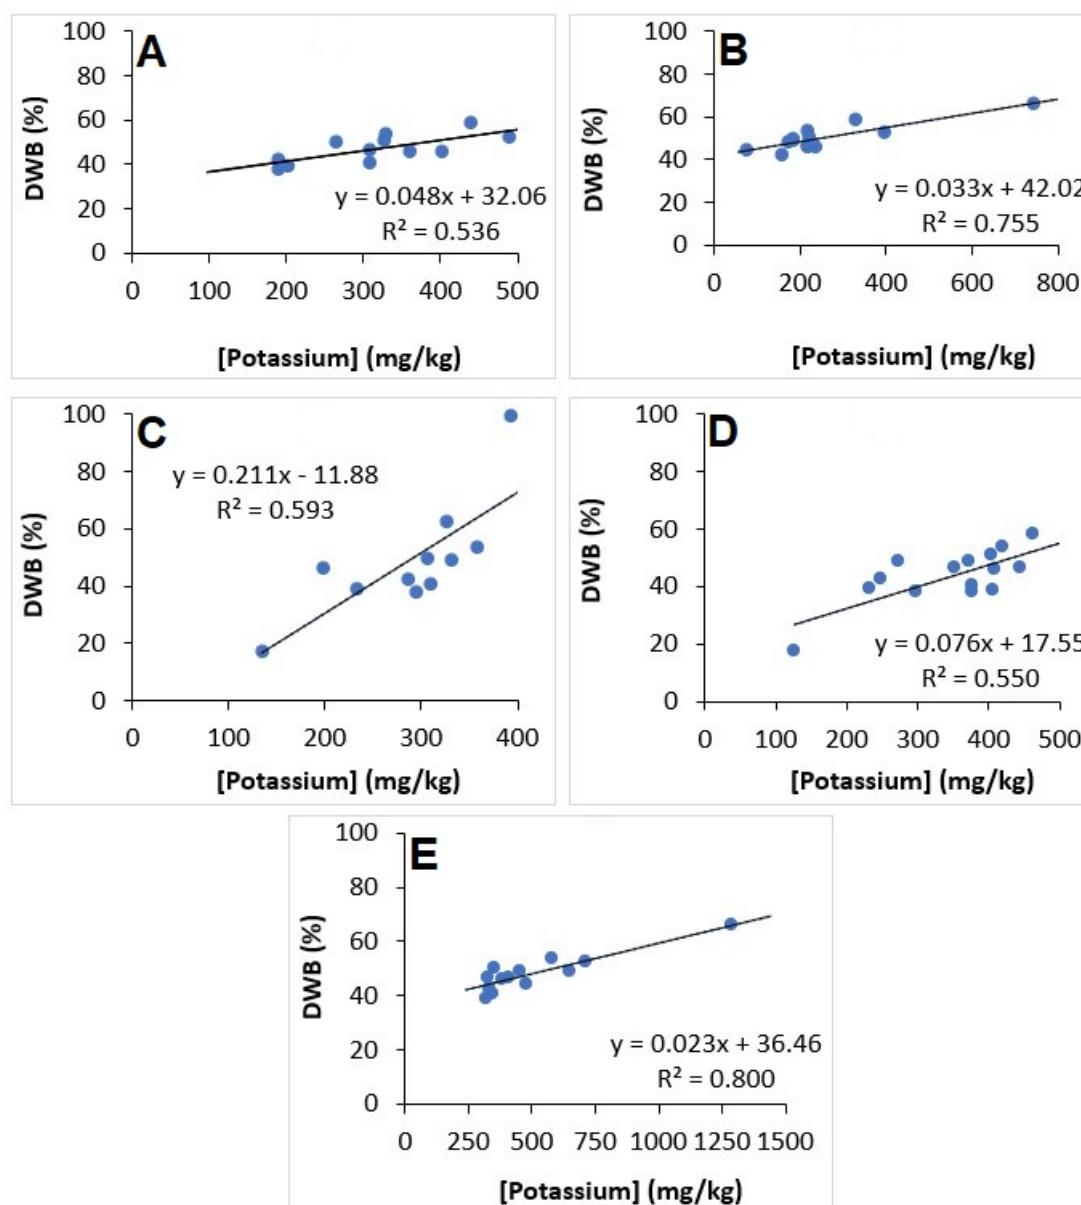 A
100
80
60
40
20
0
DWB (%)
y = 0.048x + 32.06
R² = 0.536
0 100 200 300 400 500
[Potassium] (mg/kg)
B
100
80
60
40
20
0
DWB (%)
y = 0.033x + 42.02
R² = 0.755
0 200 400 600 800
[Potassium] (mg/kg)
C
100
80
60
40
20
0
DWB (%)
y = 0.211x - 11.88
R² = 0.593
0 100 200 300 400
[Potassium] (mg/kg)
D
100
80
60
40
20
0
DWB (%)
y = 0.076x + 17.55
R² = 0.550
0 100 200 300 400 500
[Potassium] (mg/kg)
E
100
80
60
40
20
0
DWB (%)
y = 0.023x + 36.46
R² = 0.800
0 250 500 750 1000 1250 1500
[Potassium] (mg/kg)